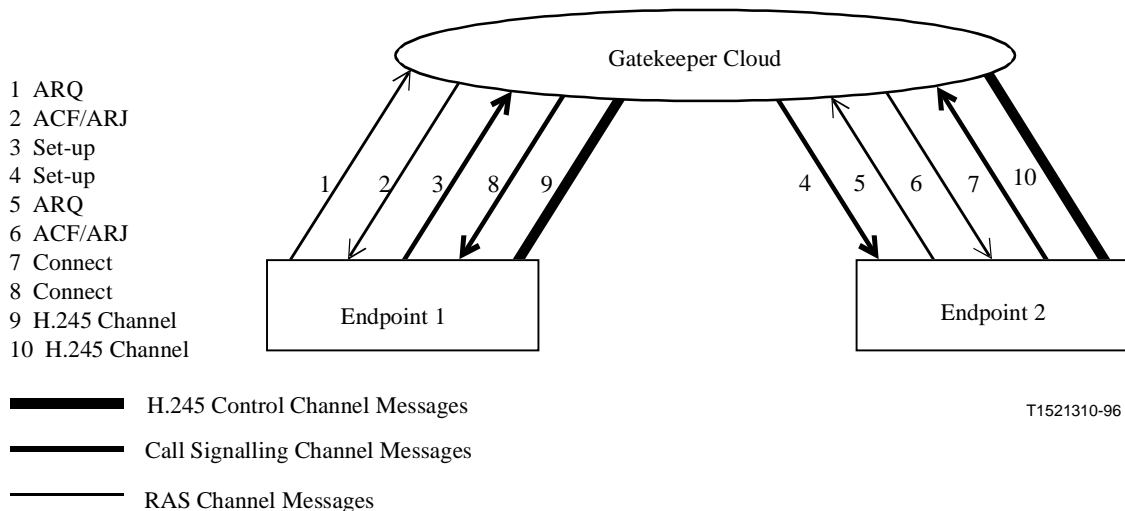 Gatekeeper Cloud
1 ARQ
2 ACF/ARJ
3 Set-up
4 Set-up
5 ARQ
6 ACF/ARJ
7 Connect
8 Connect
9 H.245 Channel
10 H.245 Channel
1 2 3 8 9 4 5 6 7 10
Endpoint 1
Endpoint 2
H.245 Control Channel Messages
T1521310-96
Call Signalling Channel Messages
RAS Channel Messages